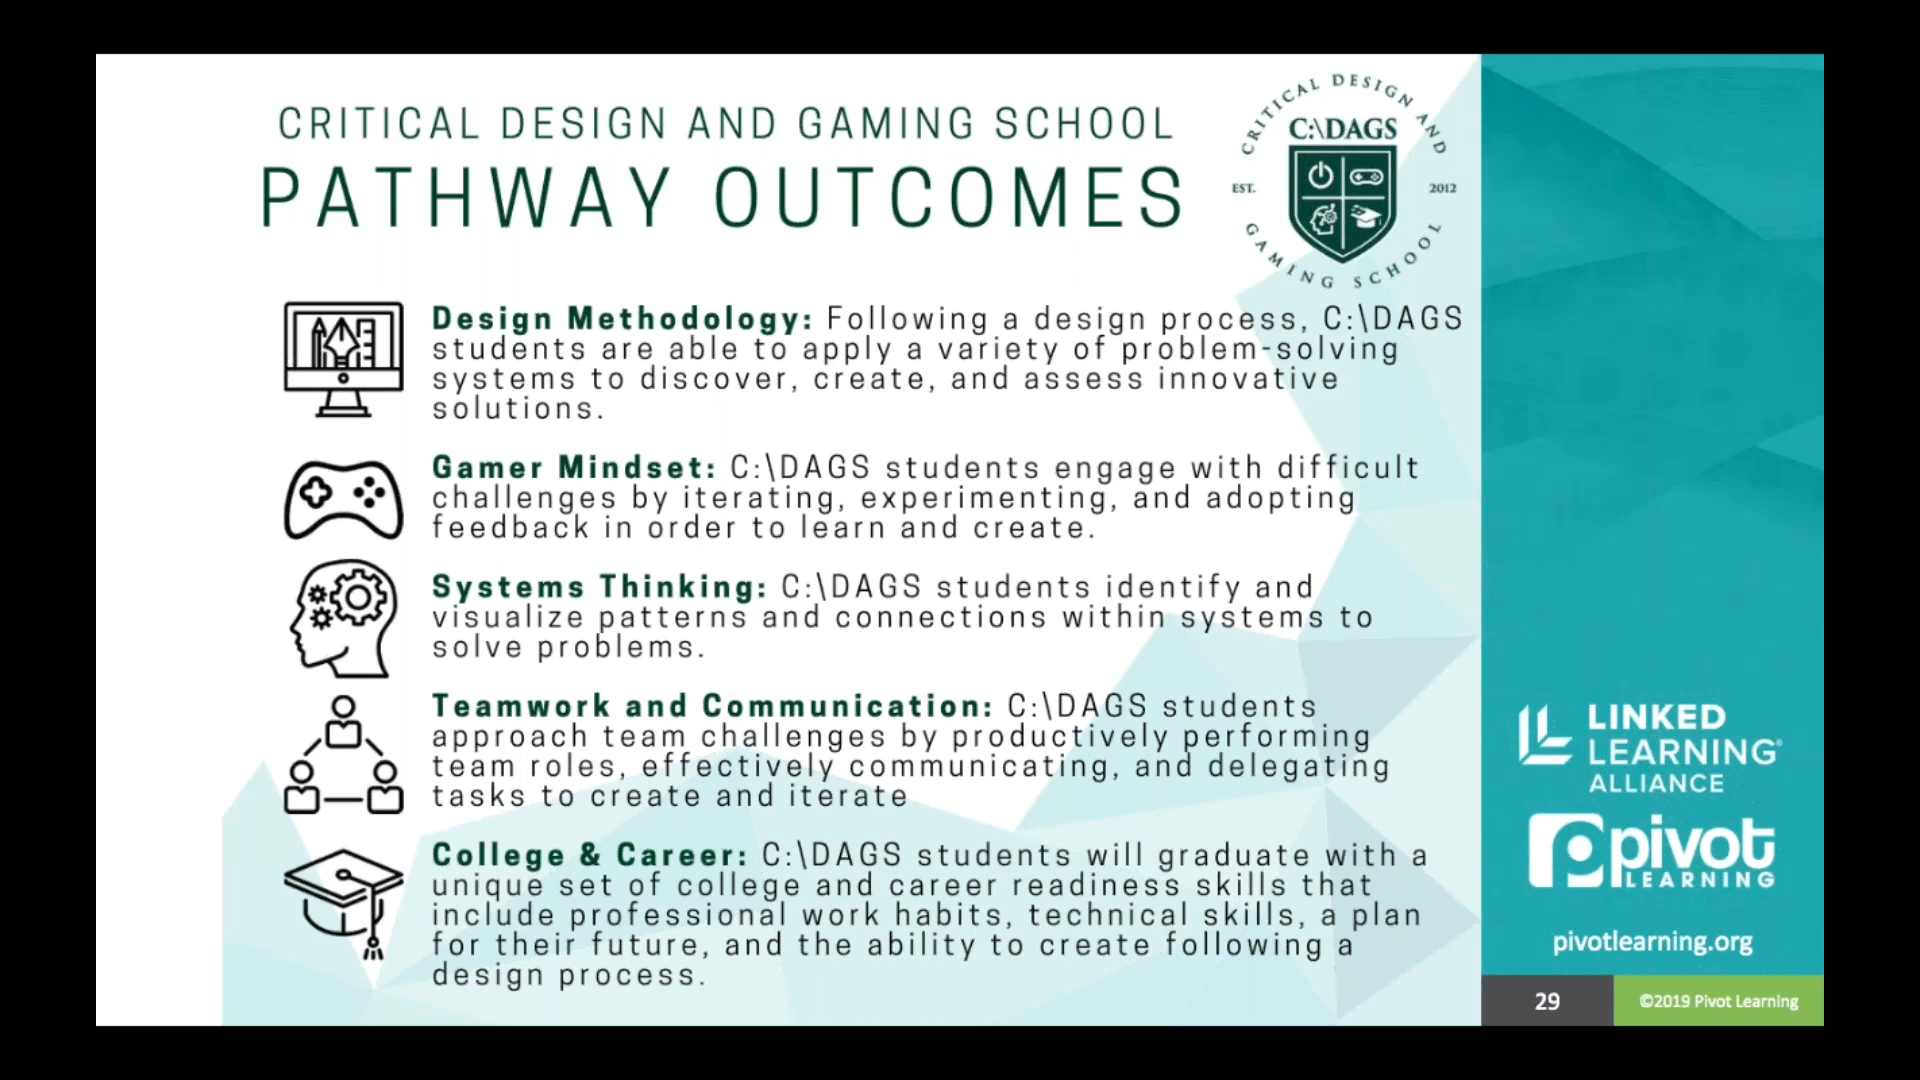 CRITICAL DESIGN AND GAMING SCHOOL
PATHWAY OUTCOMES
CRITICAL DESIGN AND
C:\DAGS
EST.
2012
GAMING SCHOOL
Design Methodology: Following a design process, C:\DAGS
students are able to apply a variety of problem-solving
systems to discover, create, and assess innovative
solutions.
Gamer Mindset: C:\DAGS students engage with difficult
challenges by iterating, experimenting, and adopting
feedback in order to learn and create.
Systems Thinking: C:\DAGS students identify and
visualize patterns and connections within systems to
solve problems.
Teamwork and Communication: C:\DAGS students
approach team challenges by productively performing
team roles, effectively communicating, and delegating
tasks to create and iterate
College & Career: C:\DAGS students will graduate with a
unique set of college and career readiness skills that
include professional work habits, technical skills, a plan
for their future, and the ability to create following a
design process.
LINKED
LEARNING®
ALLIANCE
pivot
LEARNING
pivotlearning.org
29
©2019 Pivot Learning